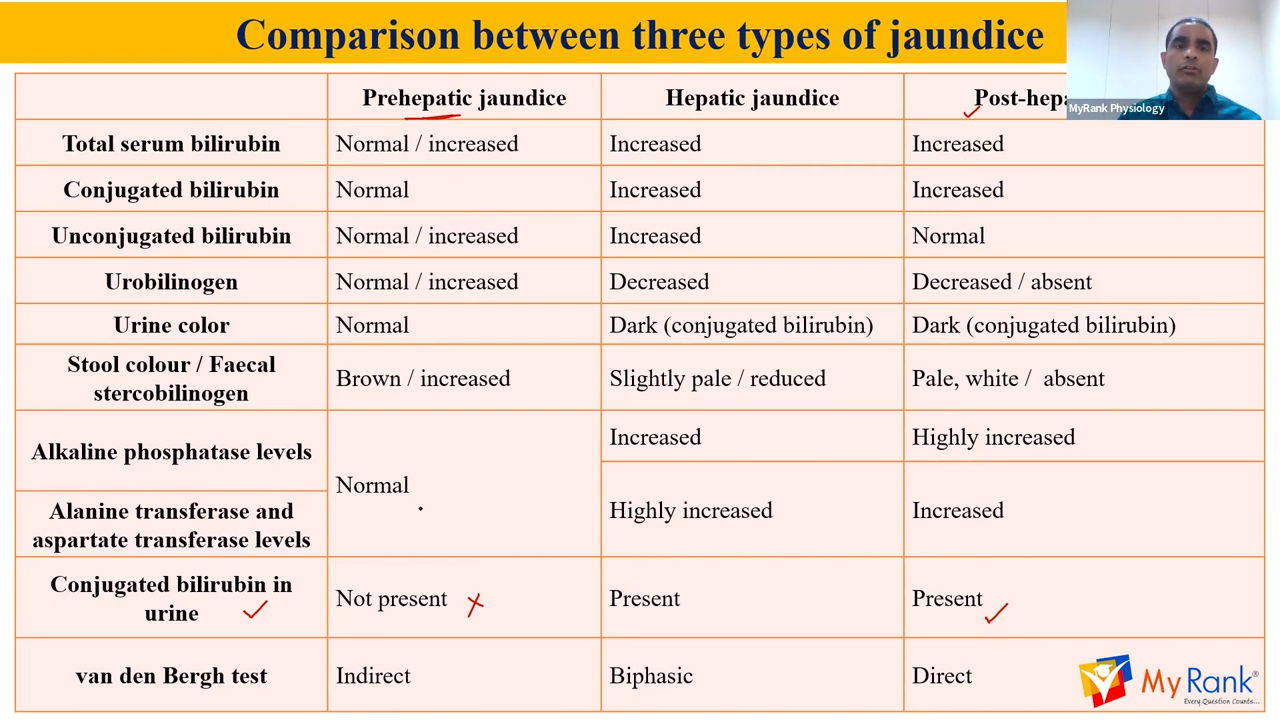 Comparison between three types of jaundice
MyRank Physiology
Prehepatic jaundice Hepatic jaundice Post-hepa
Total serum bilirubin Normal / increased Increased Increased
Conjugated bilirubin Normal Increased Increased
Unconjugated bilirubin Normal / increased Increased Normal
Urobilinogen Normal / increased Decreased Decreased / absent
Urine color Normal Dark (conjugated bilirubin) Dark (conjugated bilirubin)
Stool colour / Faecal
stercobilinogen Brown / increased Slightly pale / reduced Pale, white / absent
Alkaline phosphatase levels Normal Increased Highly increased
Alanine transferase and
aspartate transferase levels Highly increased Increased
Conjugated bilirubin in
urine Not present Present Present
van den Bergh test Indirect Biphasic Direct
MyRank®
Every Question Counts...